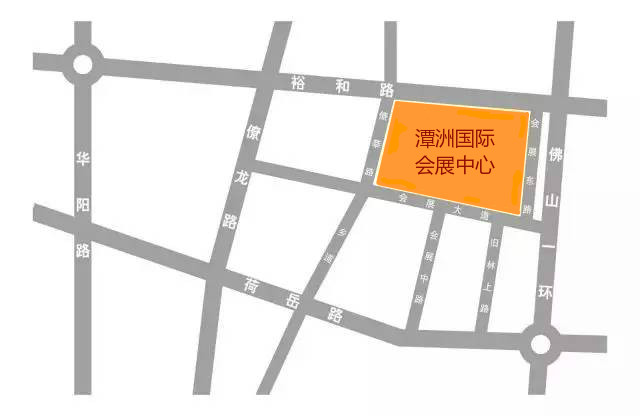 裕和路
潭洲国际
会展中心
华阳路
僚龙路
会展东路
佛山一环
会展大道
乡道
会展中路
旧林上路
荷岳路